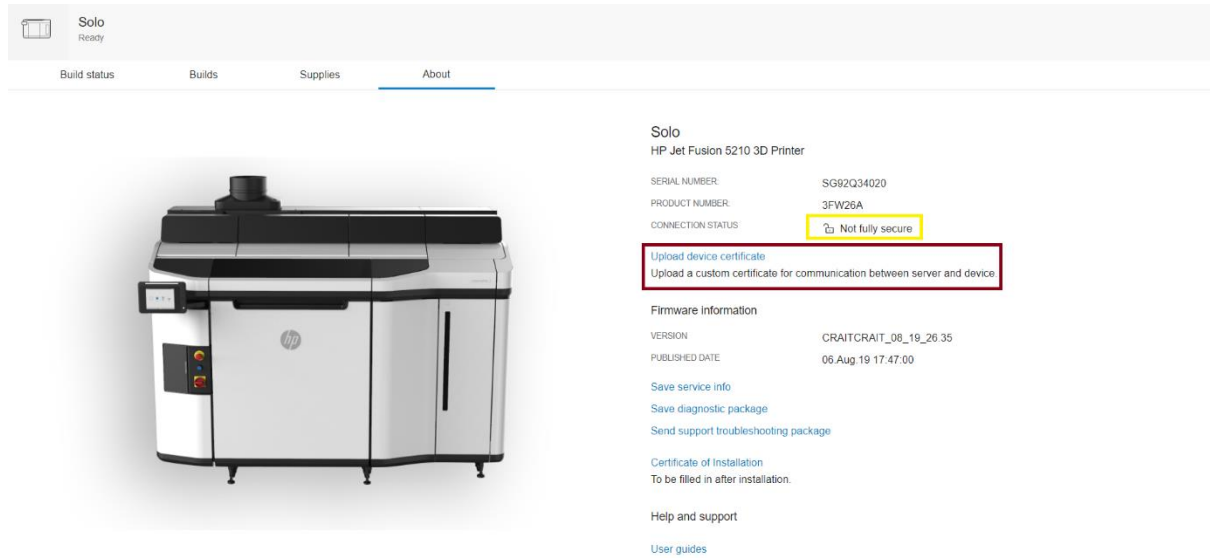 Solo
Ready
Build status Builds Supplies About
Solo
HP Jet Fusion 5210 3D Printer
SERIAL NUMBER: SG92Q34020
PRODUCT NUMBER: 3FW26A
CONNECTION STATUS Not fully secure
Upload device certificate
Upload a custom certificate for communication between server and device.
Firmware information
VERSION CRAITCRAIT_08_19_26.35
PUBLISHED DATE 06.Aug.19 17:47:00
hp
Save service info
Save diagnostic package
Send support troubleshooting package
Certificate of Installation
To be filled in after installation.
Help and support
User guides